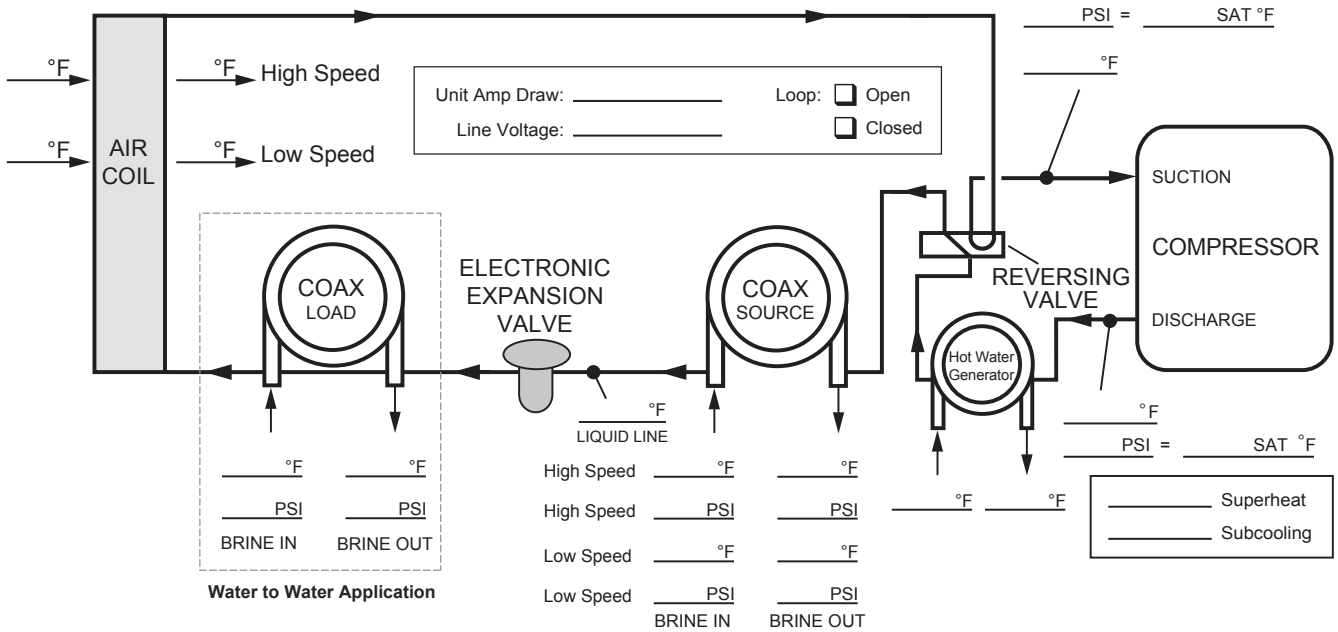 PSI = SAT °F
°F
°F
°F High Speed
°F
°F Low Speed
AIR
COIL
Unit Amp Draw:
Line Voltage:
Loop: Open
Closed
SUCTION
COMPRESSOR
DISCHARGE
REVERSING
VALVE
ELECTRONIC
EXPANSION
VALVE
COAX
LOAD
COAX
SOURCE
Hot Water
Generator
°F
LIQUID LINE
°F
PSI = SAT °F
Superheat
Subcooling
°F °F
PSI PSI
BRINE IN BRINE OUT
Water to Water Application
High Speed °F °F
High Speed PSI PSI
Low Speed °F °F
Low Speed PSI PSI
BRINE IN BRINE OUT
°F °F